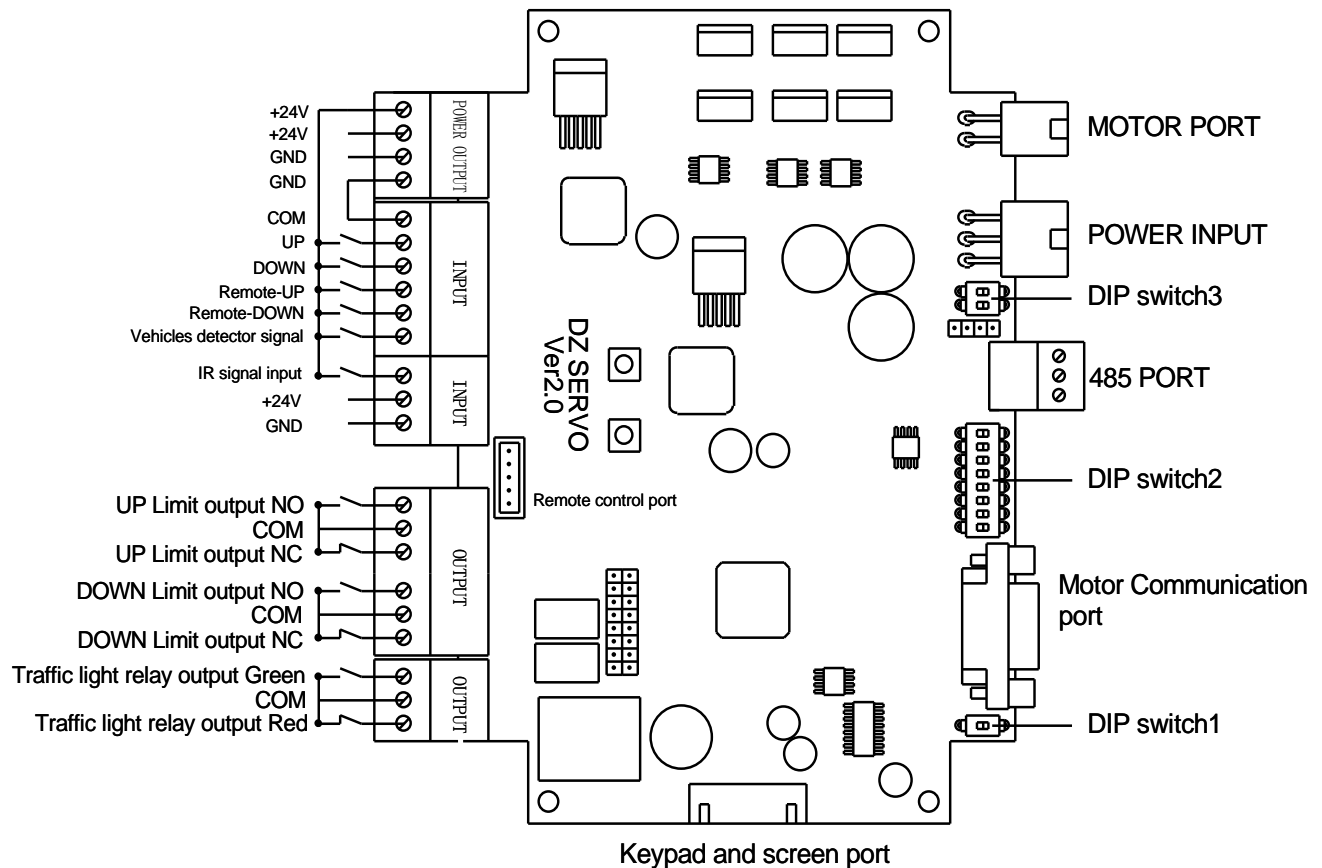 +24V
+24V
GND
GND
POWER OUTPUT
COM
UP
DOWN
Remote-UP
Remote-DOWN
Vehicles detector signal
INPUT
IR signal input
+24V
GND
INPUT
UP Limit output NO
COM
UP Limit output NC
DOWN Limit output NO
COM
DOWN Limit output NC
OUTPUT
Traffic light relay output Green
COM
Traffic light relay output Red
OUTPUT
DZ SERVO
Ver2.0
Remote control port
MOTOR PORT
POWER INPUT
DIP switch3
485 PORT
DIP switch2
Motor Communication
port
DIP switch1
Keypad and screen port